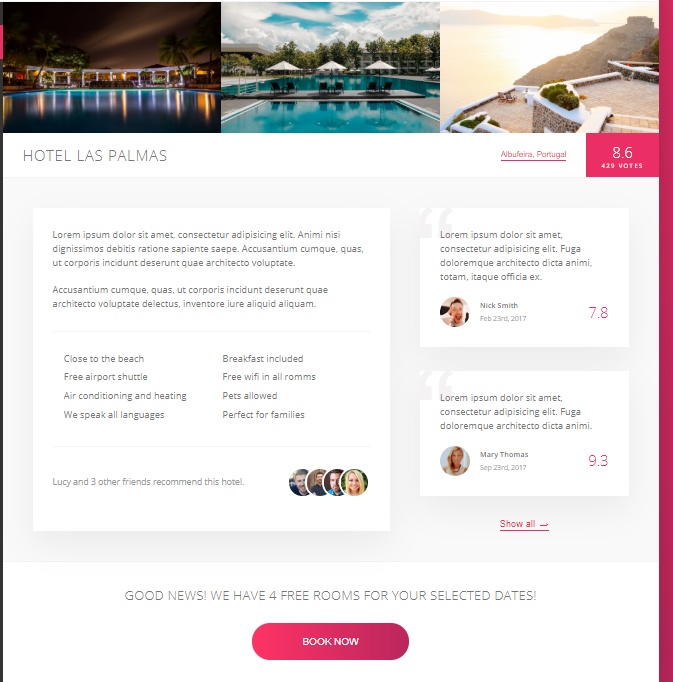 HOTEL LAS PALMAS
Albufeira, Portugal
8.6
429 VOTES
Lorem ipsum dolor sit amet, consectetur adipisicing elit. Animi nisi
dignissimos debitis ratione sapiente saepe. Accusantium cumque, quas,
ut corporis incidunt deserunt quae architecto voluptate.
Accusantium cumque, quas, ut corporis incidunt deserunt quae
architecto voluptate delectus, inventore iure aliquid aliquam.
Close to the beach
Free airport shuttle
Air conditioning and heating
We speak all languages
Breakfast included
Free wifi in all romms
Pets allowed
Perfect for families
Lucy and 3 other friends recommend this hotel.
“
Lorem ipsum dolor sit amet,
consectetur adipisicing elit. Fuga
doloremque architecto dicta animi,
totam, itaque officia ex.
Nick Smith
Feb 23rd, 2017
7.8
“
Lorem ipsum dolor sit amet,
consectetur adipisicing elit. Fuga
doloremque architecto dicta animi.
Mary Thomas
Sep 23rd, 2017
9.3
Show all →
GOOD NEWS! WE HAVE 4 FREE ROOMS FOR YOUR SELECTED DATES!
BOOK NOW